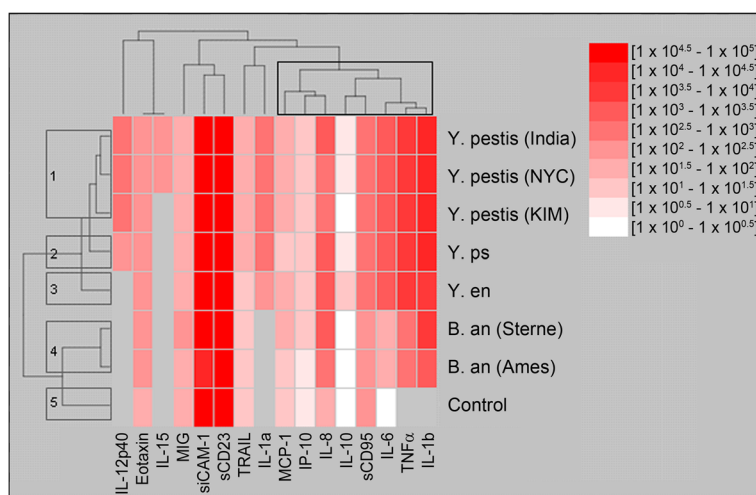 [1 x 10^4.5 - 1 x 10^5]
[1 x 10^4 - 1 x 10^4.5]
[1 x 10^3.5 - 1 x 10^4]
[1 x 10^3 - 1 x 10^3.5]
[1 x 10^2.5 - 1 x 10^3]
[1 x 10^2 - 1 x 10^2.5]
[1 x 10^1.5 - 1 x 10^2]
[1 x 10^1 - 1 x 10^1.5]
[1 x 10^0.5 - 1 x 10^1]
[1 x 10^0 - 1 x 10^0.5]
1
2
3
4
5
Y. pestis (India)
Y. pestis (NYC)
Y. pestis (KIM)
Y. ps
Y. en
B. an (Sterne)
B. an (Ames)
Control
IL-12p40
Eotaxin
IL-15
MIG
siCAM-1
sCD23
TRAIL
IL-1a
MCP-1
IP-10
IL-8
IL-10
sCD95
IL-6
TNFα
IL-1b